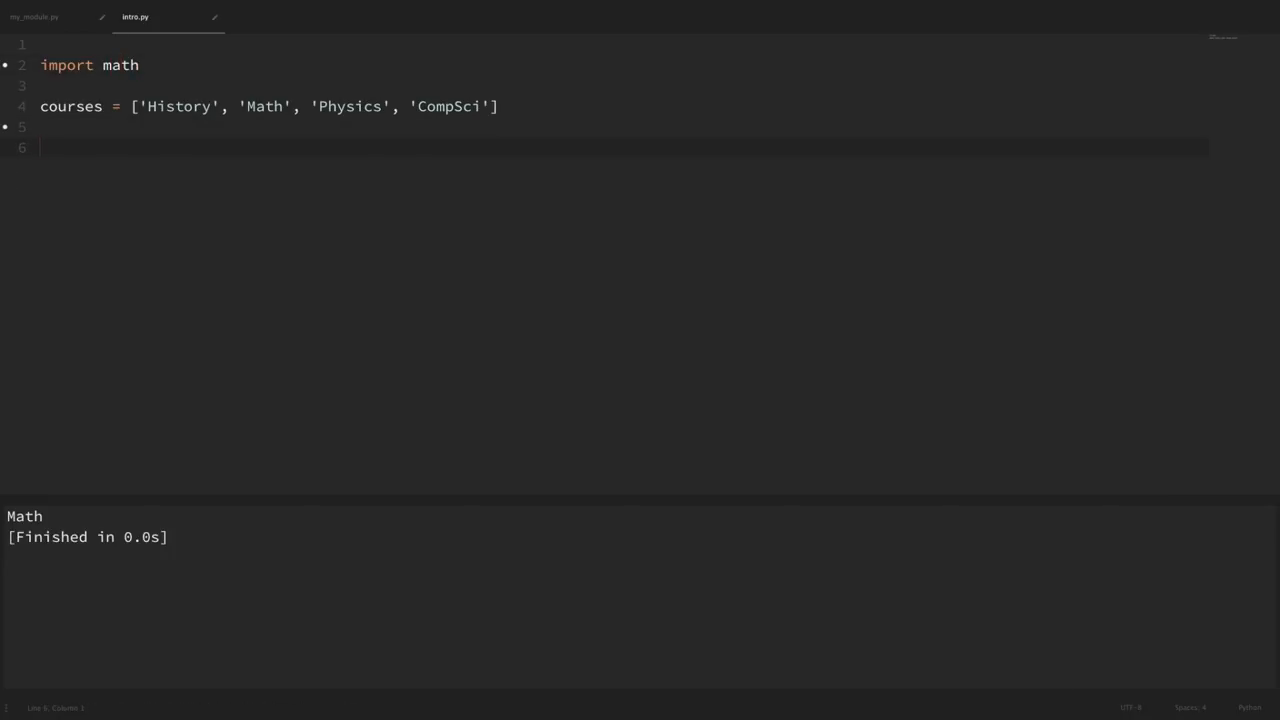 my_module.py
intro.py
1
2 import math
3
4 courses = ['History', 'Math', 'Physics', 'CompSci']
5
6
Math
[Finished in 0.0s]
Line 6, Column 1
UTF-8
Spaces: 4
Python